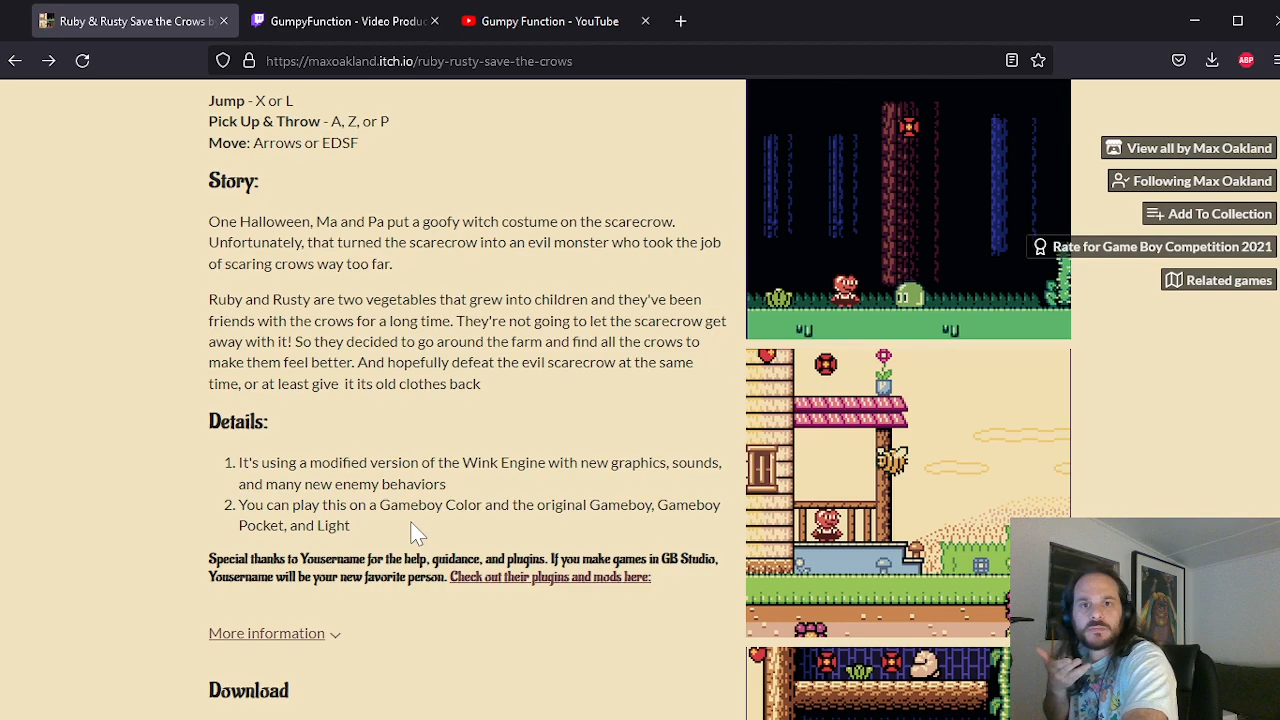 Ruby & Rusty Save the Crows b
GumpyFunction - Video Produc
Gumpy Function - YouTube
https://maxoakland.itch.io/ruby-rusty-save-the-crows
ABP
Jump - X or L
Pick Up & Throw - A, Z, or P
Move: Arrows or EDSF
Story:
One Halloween, Ma and Pa put a goofy witch costume on the scarecrow.
Unfortunately, that turned the scarecrow into an evil monster who took the job
of scaring crows way too far.
Ruby and Rusty are two vegetables that grew into children and they've been
friends with the crows for a long time. They're not going to let the scarecrow get
away with it! So they decided to go around the farm and find all the crows to
make them feel better. And hopefully defeat the evil scarecrow at the same
time, or at least give it its old clothes back
Details:
1. It's using a modified version of the Wink Engine with new graphics, sounds,
and many new enemy behaviors
2. You can play this on a Gameboy Color and the original Gameboy, Gameboy
Pocket, and Light
Special thanks to Yousername for the help, guidance, and plugins. If you make games in GB Studio,
Yousername will be your new favorite person. Check out their plugins and mods here:
More information
Download
View all by Max Oakland
Following Max Oakland
Add To Collection
Rate for Game Boy Competition 2021
Related games